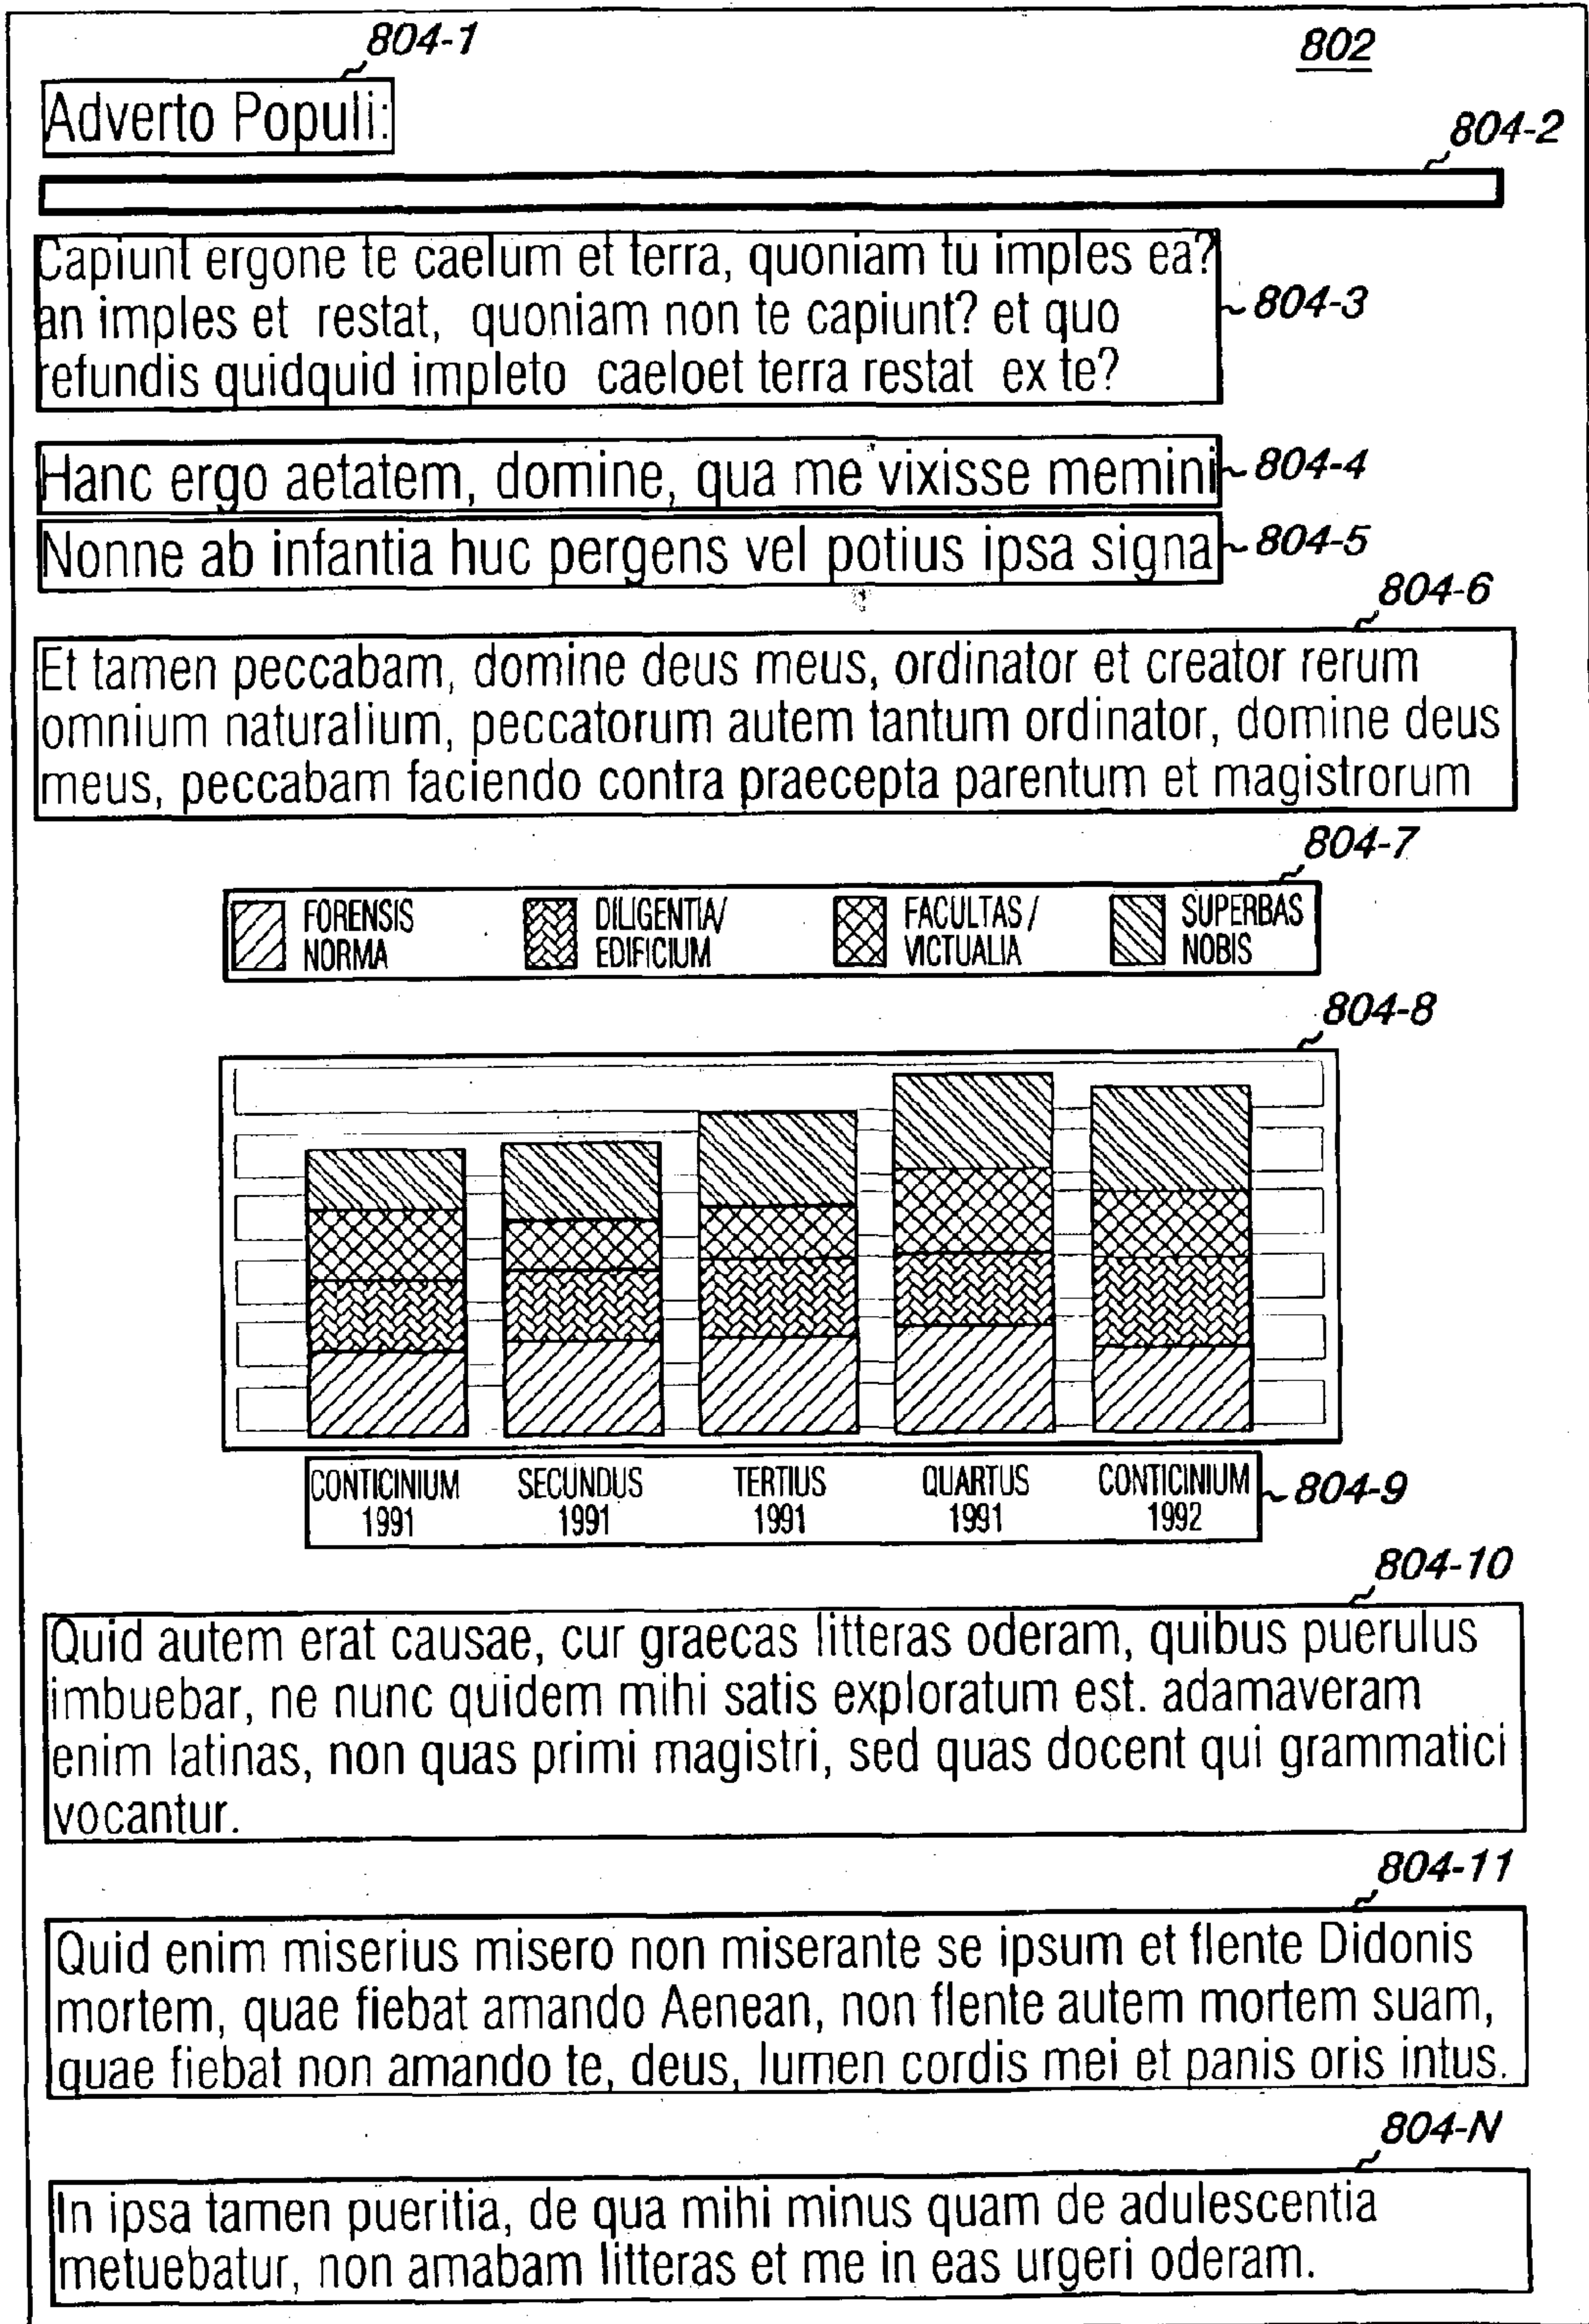 804-1
802
Adverto Populi:
804-2
Capiunt ergone te caelum et terra, quoniam tu imples ea?
an imples et restat, quoniam non te capiunt? et quo
804-3
refundis quidquid impleto caeloet terra restat ex te?
Hanc ergo aetatem, domine, qua me vixisse memini
804-4
Nonne ab infantia huc pergens vel potius ipsa signa
804-5
804-6
Et tamen peccabam, domine deus meus, ordinator et creator rerum
omnium naturalium, peccatorum autem tantum ordinator, domine deus
meus, peccabam faciendo contra praecepta parentum et magistrorum
804-7
FORENSIS NORMA
DILIGENTIA/ EDIFICIUM
FACULTAS/ VICTUALIA
SUPERBAS NOBIS
804-8
CONTICINIUM 1991
SECUNDUS 1991
TERTIUS 1991
QUARTUS 1991
CONTICINIUM 1992
804-9
804-10
Quid autem erat causae, cur graecas litteras oderam, quibus puerulus
imbuebar, ne nunc quidem mihi satis exploratum est. adamaveram
enim latinas, non quas primi magistri, sed quas docent qui grammatici
vocantur.
804-11
Quid enim miserius misero non miserante se ipsum et flente Didonis
mortem, quae fiebat amando Aenean, non flente autem mortem suam,
quae fiebat non amando te, deus, lumen cordis mei et panis oris intus.
804-N
In ipsa tamen pueritia, de qua mihi minus quam de adulescentia
metuebatur, non amabam litteras et me in eas urgeri oderam.